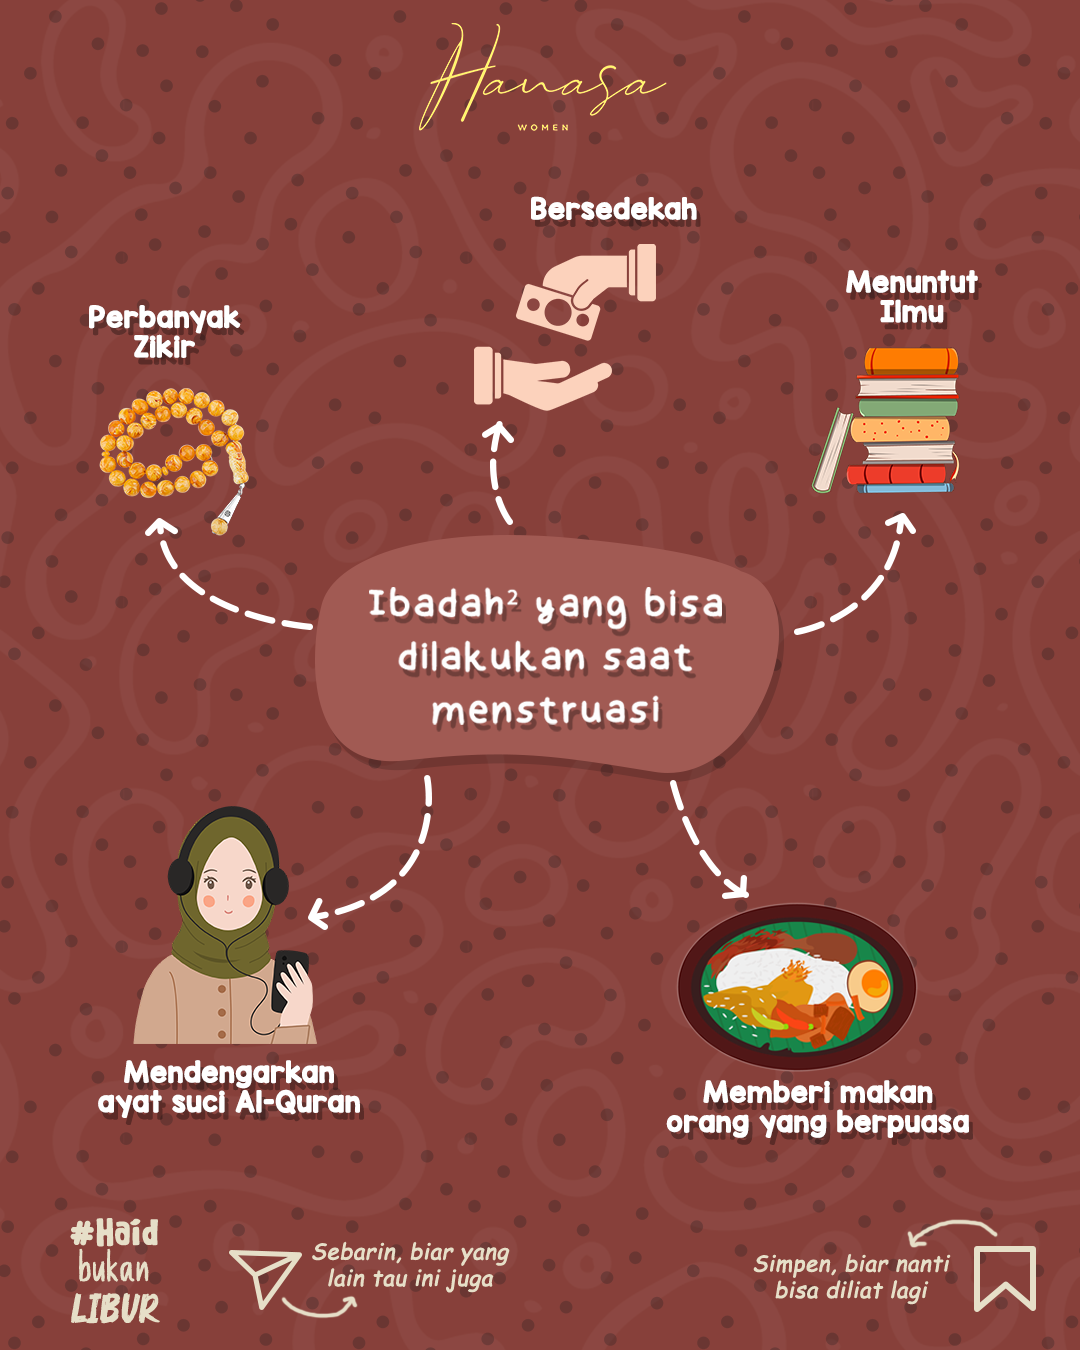 Hanasa
WOMEN
Bersedekah
Menuntut
Ilmu
Perbanyak
Zikir
Ibadah² yang bisa
dilakukan saat
menstruasi
Mendengarkan
ayat suci Al-Quran
Memberi makan
orang yang berpuasa
#Haid
bukan
LIBUR
Sebarin, biar yang
lain tau ini juga
Simpen, biar nanti
bisa diliat lagi